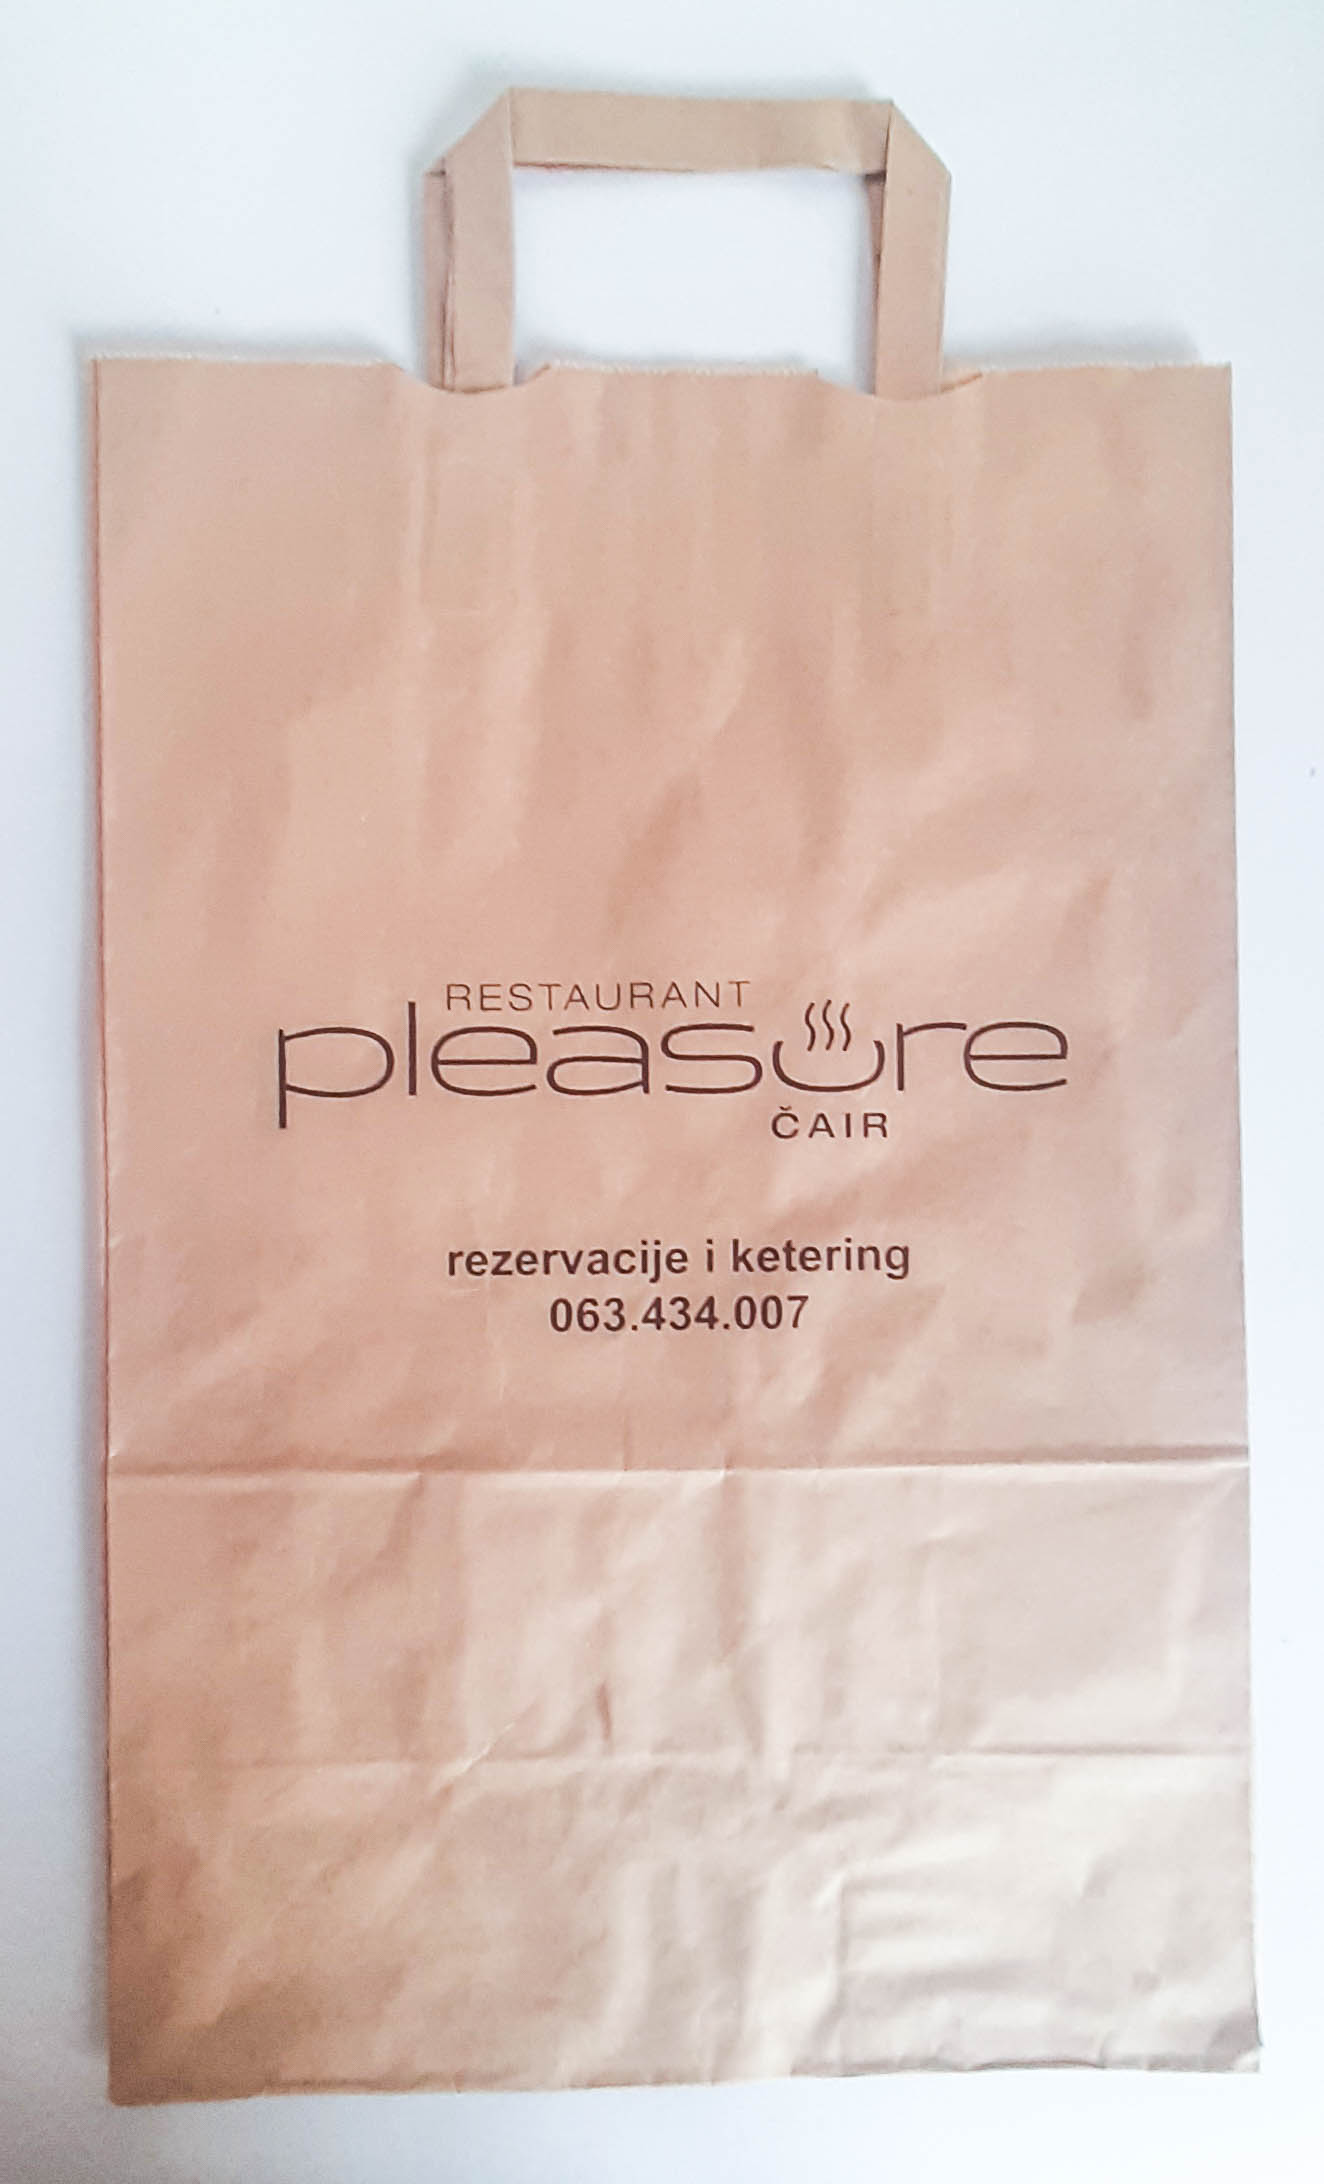 RESTAURANT
pleasure
ČAIR
rezervacije i ketering
063.434.007